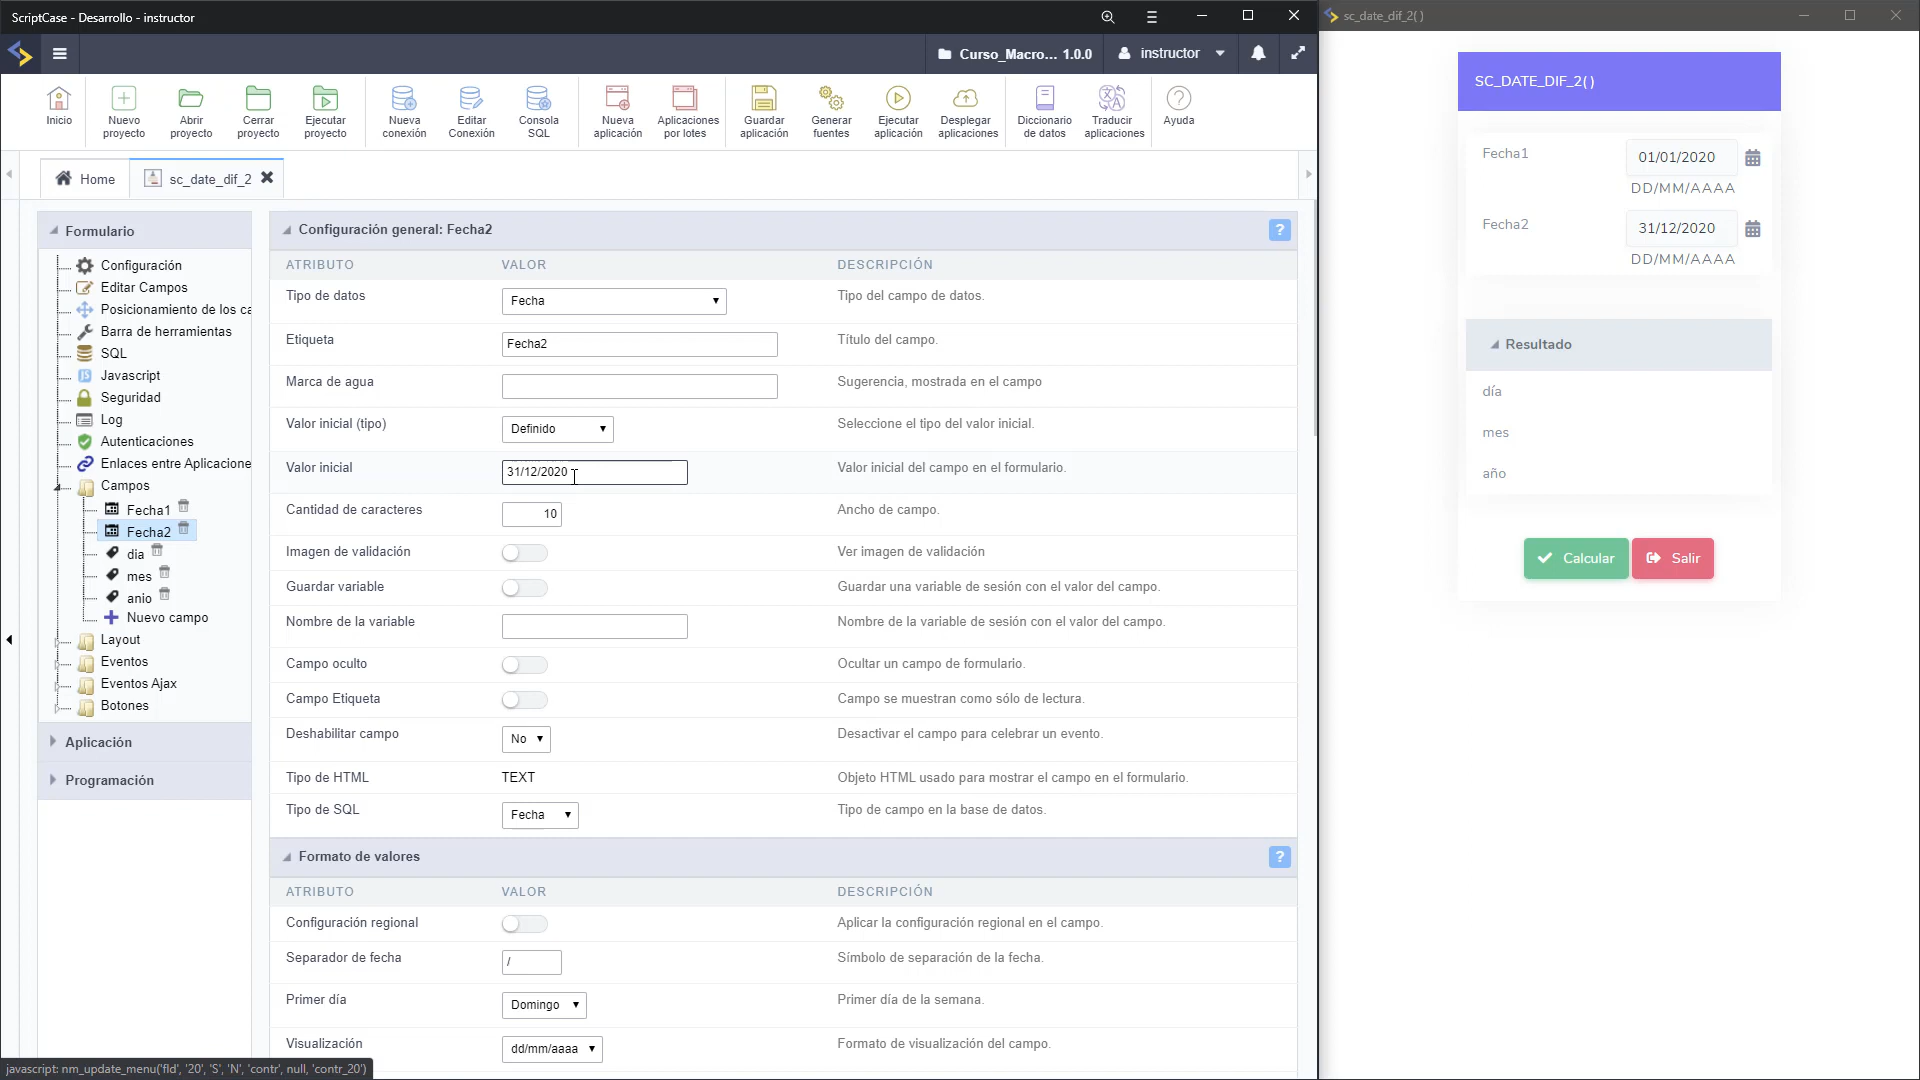 ScriptCase - Desarrollo - instructor
Curso_Macro... 1.0.0
instructor
Inicio
Nuevo proyecto
Abrir proyecto
Cerrar proyecto
Ejecutar proyecto
Nueva conexión
Editar Conexión
Consola SQL
Nueva aplicación
Aplicaciones por lotes
Guardar aplicación
Generar fuentes
Ejecutar aplicación
Desplegar aplicaciones
Diccionario de datos
Traducir aplicaciones
Ayuda
Home
sc_date_dif_2
Formulario
Configuración
Editar Campos
Posicionamiento de los ca
Barra de herramientas
SQL
Javascript
Seguridad
Log
Autenticaciones
Enlaces entre Aplicacione
Campos
Fecha1
Fecha2
dia
mes
anio
Nuevo campo
Layout
Eventos
Eventos Ajax
Botones
Aplicación
Programación
Configuración general: Fecha2
?
ATRIBUTO VALOR DESCRIPCIÓN
Tipo de datos Fecha Tipo del campo de datos.
Etiqueta Fecha2 Título del campo.
Marca de agua Sugerencia, mostrada en el campo
Valor inicial (tipo) Definido Seleccione el tipo del valor inicial.
Valor inicial 31/12/2020 Valor inicial del campo en el formulario.
Cantidad de caracteres 10 Ancho de campo.
Imagen de validación Ver imagen de validación
Guardar variable Guardar una variable de sesión con el valor del campo.
Nombre de la variable Nombre de la variable de sesión con el valor del campo.
Campo oculto Ocultar un campo de formulario.
Campo Etiqueta Campo se muestran como sólo de lectura.
Deshabilitar campo No Desactivar el campo para celebrar un evento.
Tipo de HTML TEXT Objeto HTML usado para mostrar el campo en el formulario.
Tipo de SQL Fecha Tipo de campo en la base de datos.
Formato de valores
?
ATRIBUTO VALOR DESCRIPCIÓN
Configuración regional Aplicar la configuración regional en el campo.
Separador de fecha / Símbolo de separación de la fecha.
Primer día Domingo Primer día de la semana.
Visualización dd/mm/aaaa Formato de visualización del campo.
javascript: nm_update_menu('fld', '20', 'S', 'N', 'contr', null, 'contr_20')
sc_date_dif_2( )
SC_DATE_DIF_2( )
Fecha1 01/01/2020
DD/MM/AAAA
Fecha2 31/12/2020
DD/MM/AAAA
Resultado
día
mes
año
Calcular
Salir